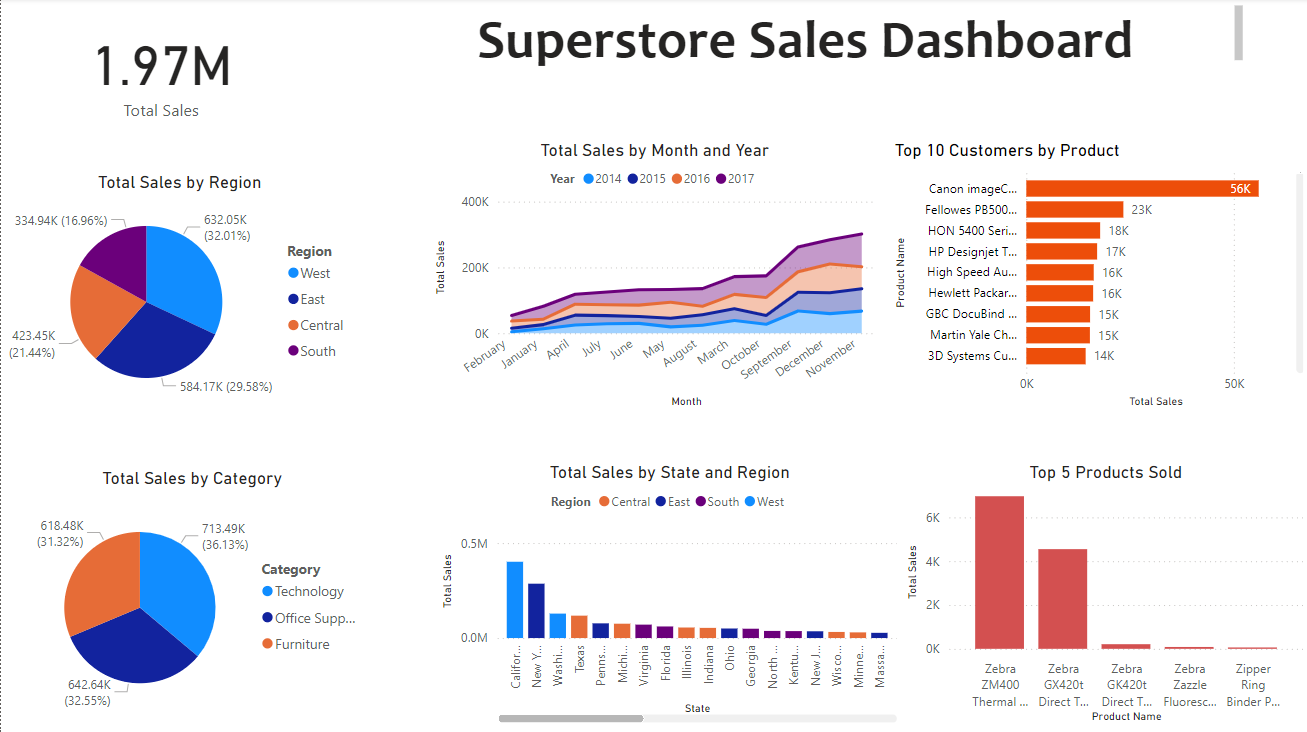 Superstore Sales Dashboard
1.97M
Total Sales
Total Sales by Region
334.94K (16.96%)
632.05K
(32.01%)
423.45K
(21.44%)
584.17K (29.58%)
Region
West
East
Central
South
Total Sales by Month and Year
Year 2014 2015 2016 2017
Total Sales
400K
200K
0K
February
January
April
July
June
May
August
March
October
September
December
November
Month
Top 10 Customers by Product
Product Name
Canon imageC... 56K
Fellowes PB500... 23K
HON 5400 Seri... 18K
HP Designjet T... 17K
High Speed Au... 16K
Hewlett Packar... 16K
GBC DocuBind ... 15K
Martin Yale Ch... 15K
3D Systems Cu... 14K
0K 50K
Total Sales
Total Sales by Category
618.48K
(31.32%)
713.49K
(36.13%)
642.64K
(32.55%)
Category
Technology
Office Supp...
Furniture
Total Sales by State and Region
Region Central East South West
Total Sales
0.5M
0.0M
Califor...
New Y...
Washi...
Texas
Penns...
Michi...
Virginia
Florida
Illinois
Indiana
Ohio
Georgia
North ...
Kentu...
New J...
Wisco...
Minne...
Massa...
State
Top 5 Products Sold
Total Sales
6K
4K
2K
0K
Zebra
ZM400
Thermal ...
Zebra
GX420t
Direct T...
Zebra
GK420t
Direct T...
Zebra
Zazzle
Fluoresc...
Zipper
Ring
Binder P...
Product Name